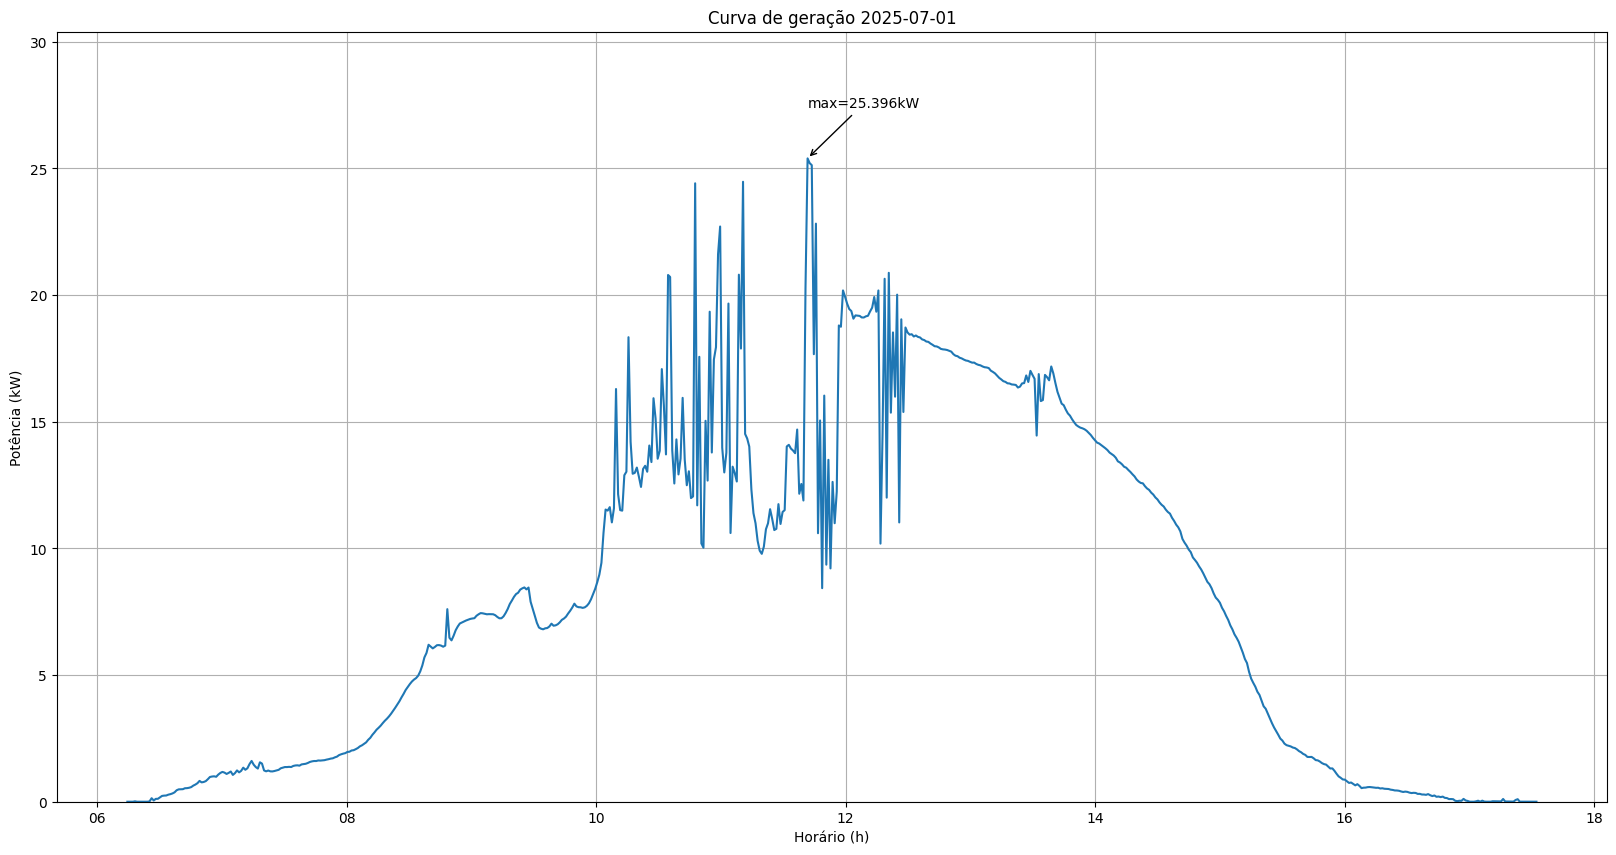 Curva de geração 2025-07-01
30
25
20
15
10
5
0
Potência (kW)
max=25.396kW
06 08 10 12 14 16 18
Horário (h)